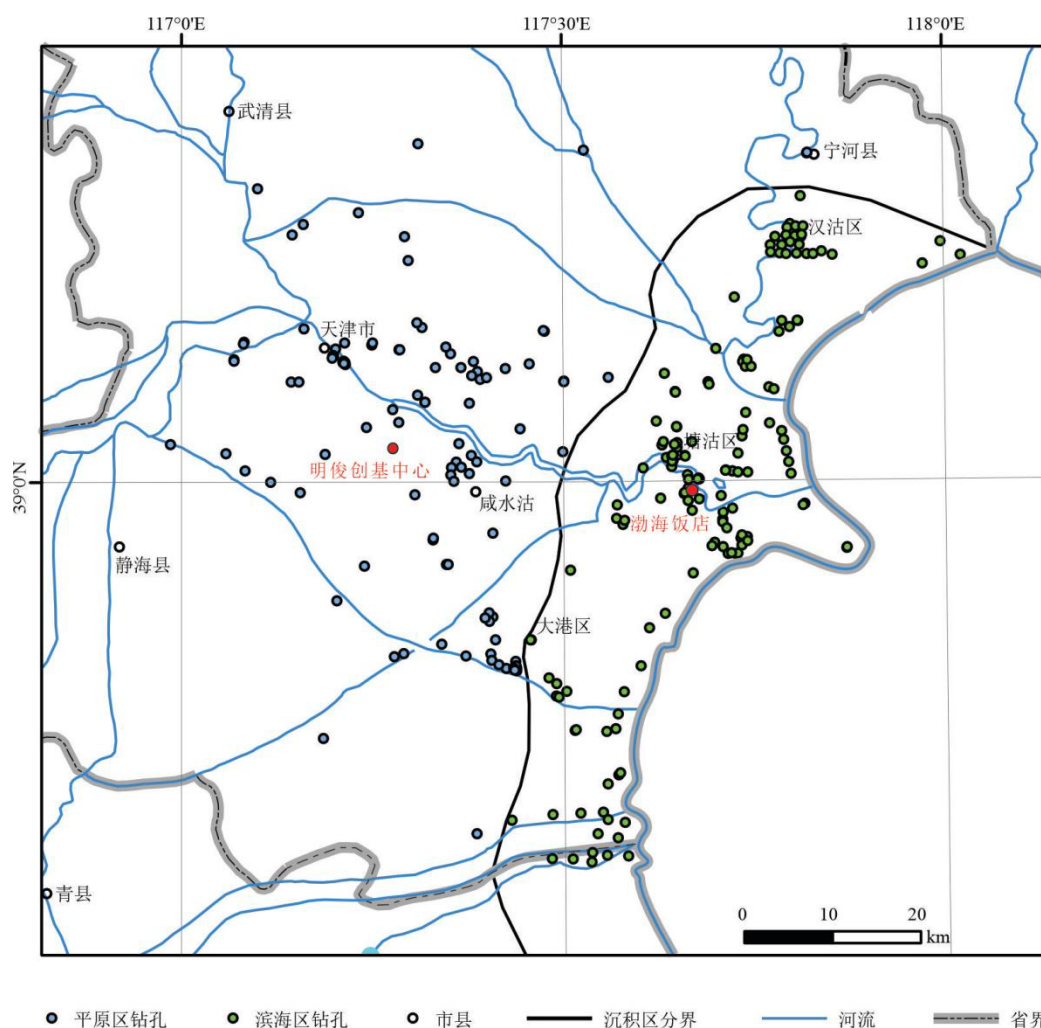 117°0'E 117°30'E 118°0'E
武清县
宁河县
汉沽区
天津市
塘沽区
明俊创基中心
39°0'N
咸水沽
渤海饭店
静海县
大港区
青县
0 10 20
km
平原区钻孔 滨海区钻孔 市县 沉积区分界 河流 省界